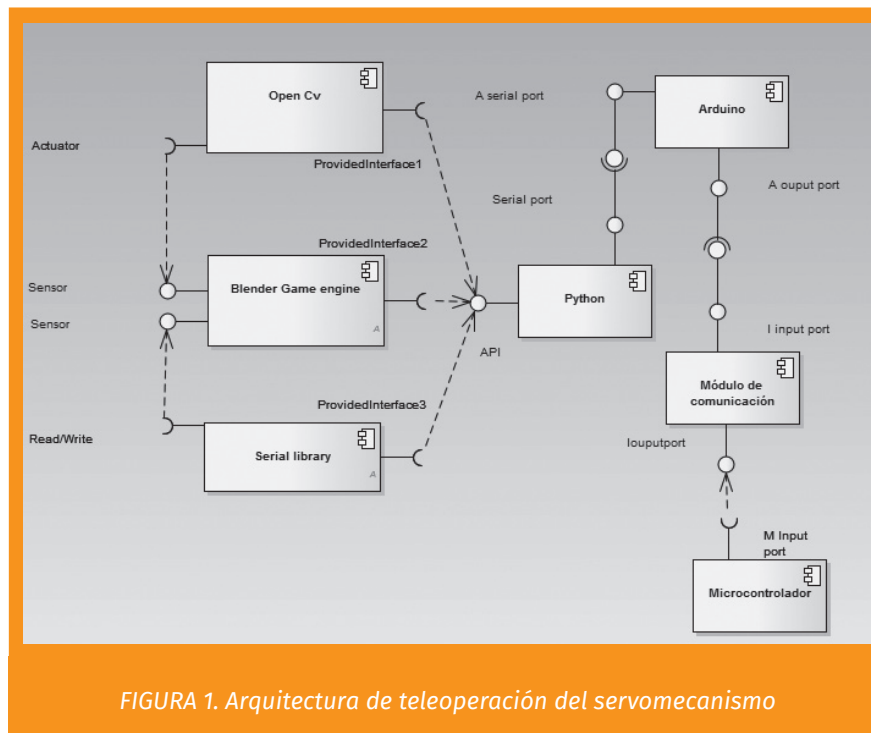 Open Cv
A serial port
Arduino
Actuator
ProvidedInterface1
A ouput port
Serial port
ProvidedInterface2
Sensor
Blender Game engine
Python
Sensor
A
I input port
API
Módulo de
comunicación
ProvidedInterface3
Read/Write
Serial library
Iouputport
A
M Input
port
Microcontrolador
FIGURA 1. Arquitectura de teleoperación del servomecanismo